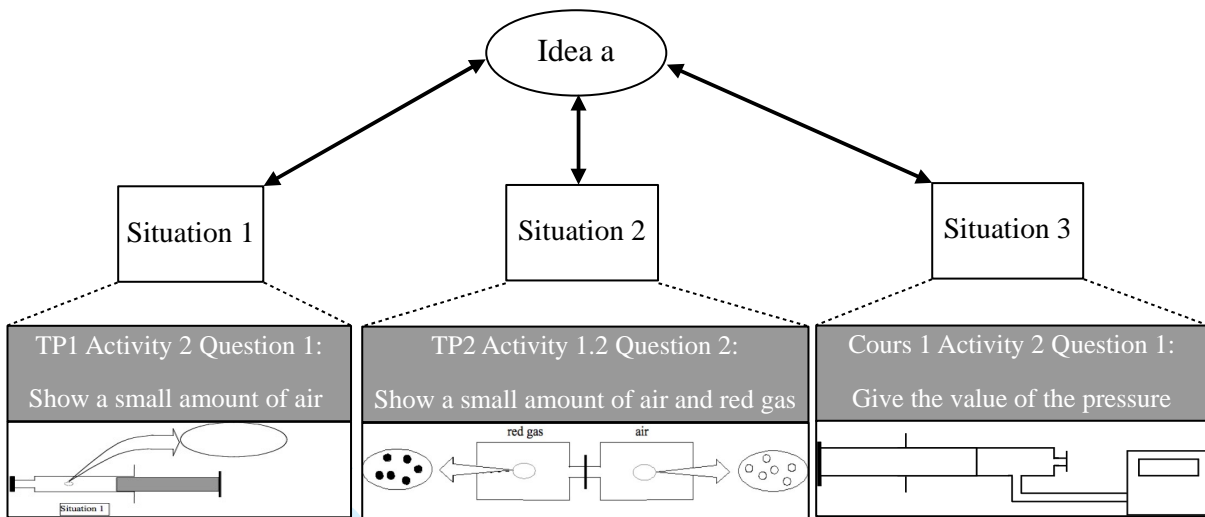 Idea a
Situation 1
Situation 2
Situation 3
TP1 Activity 2 Question 1:
Show a small amount of air
TP2 Activity 1.2 Question 2:
Show a small amount of air and red gas
Cours 1 Activity 2 Question 1:
Give the value of the pressure
red gas
air
Situation 1